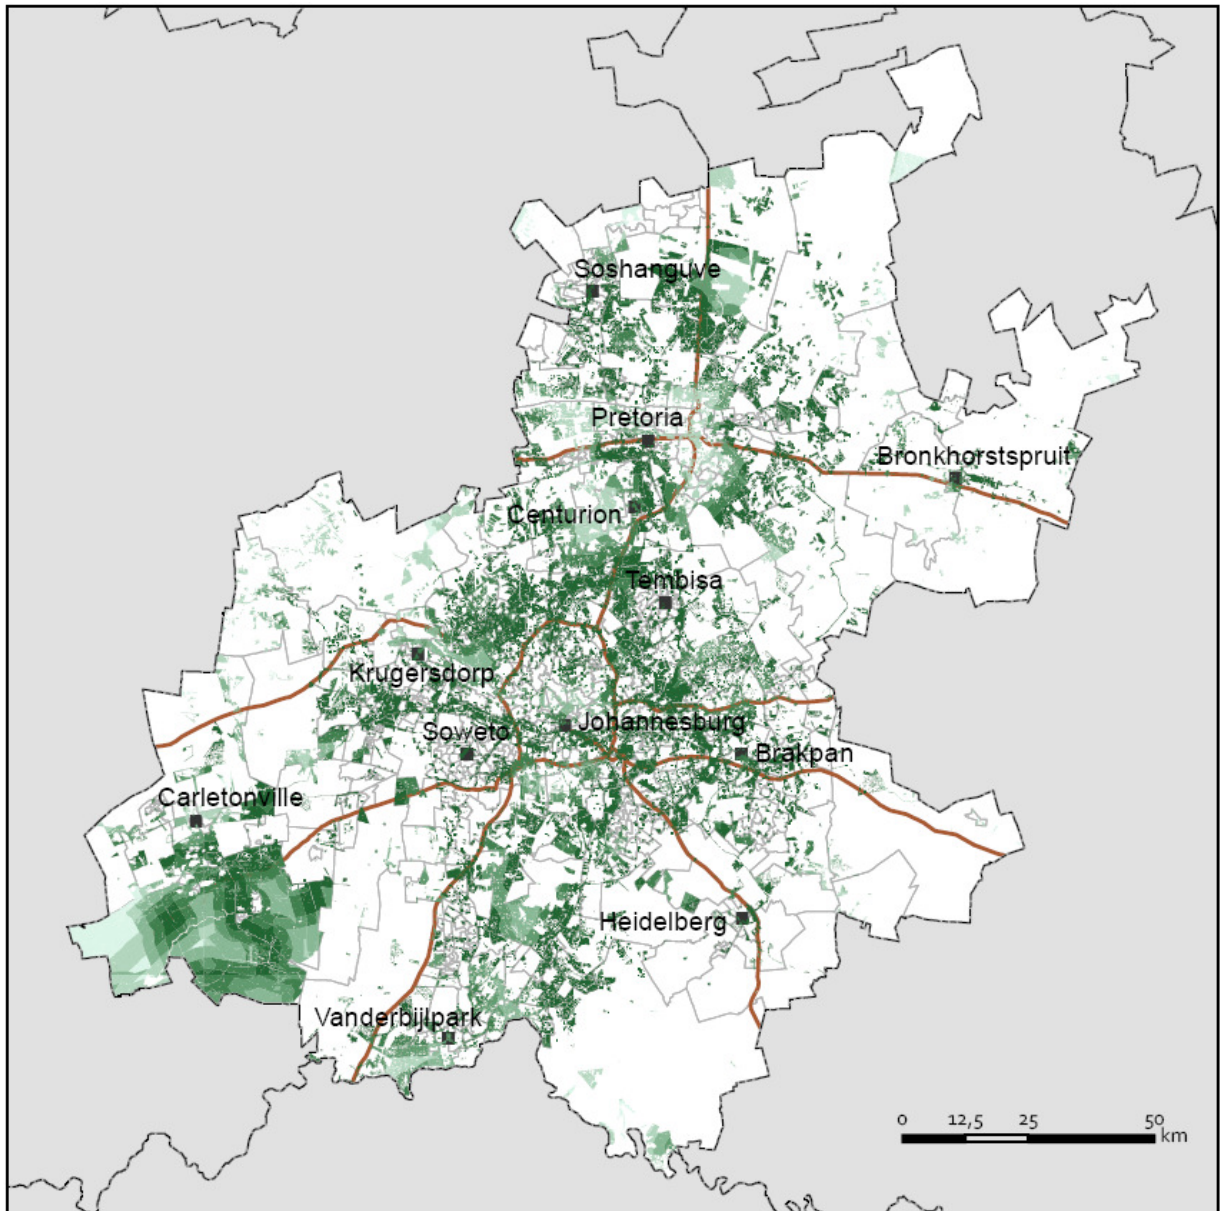 Soshanguve
Pretoria
Bronkhorstspruit
Centurion
Tembisa
Krugersdorp
Soweto
Johannesburg
Brakpan
Carletonville
Heidelberg
Vanderbijlpark
0 12,5 25 50
km